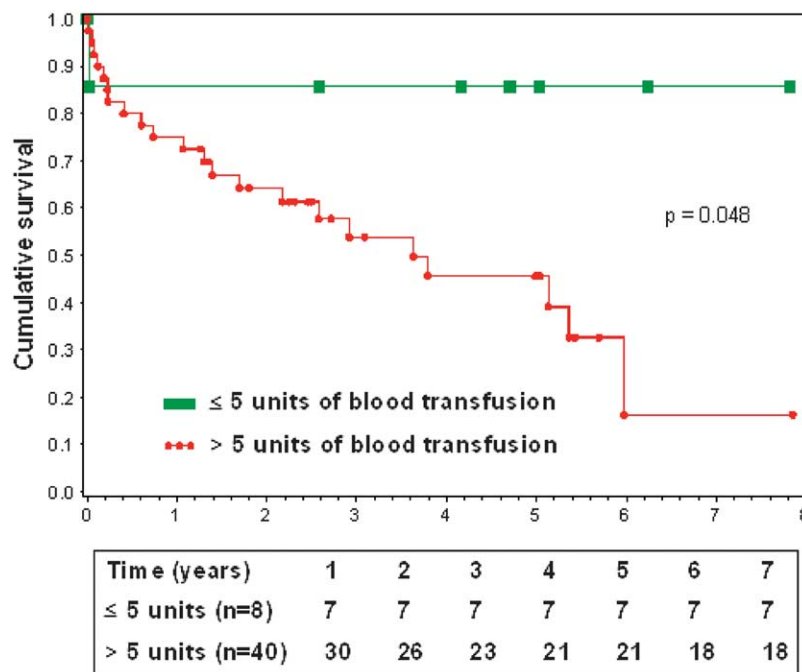 1.0
0.9
0.8
0.7
0.6
0.5
0.4
0.3
0.2
0.1
0.0
Cumulative survival
p = 0.048
≤ 5 units of blood transfusion
> 5 units of blood transfusion
0 1 2 3 4 5 6 7 8
Time (years) 1 2 3 4 5 6 7
≤ 5 units (n=8) 7 7 7 7 7 7 7
> 5 units (n=40) 30 26 23 21 21 18 18